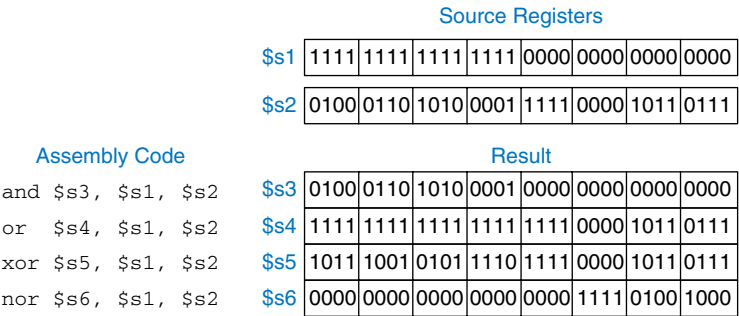 Source Registers
$s1 1111 1111 1111 1111 0000 0000 0000 0000
$s2 0100 0110 1010 0001 1111 0000 1011 0111
Assembly Code Result
and $s3, $s1, $s2 $s3 0100 0110 1010 0001 0000 0000 0000 0000
or $s4, $s1, $s2 $s4 1111 1111 1111 1111 1111 0000 1011 0111
xor $s5, $s1, $s2 $s5 1011 1001 0101 1110 1111 0000 1011 0111
nor $s6, $s1, $s2 $s6 0000 0000 0000 0000 0000 1111 0100 1000